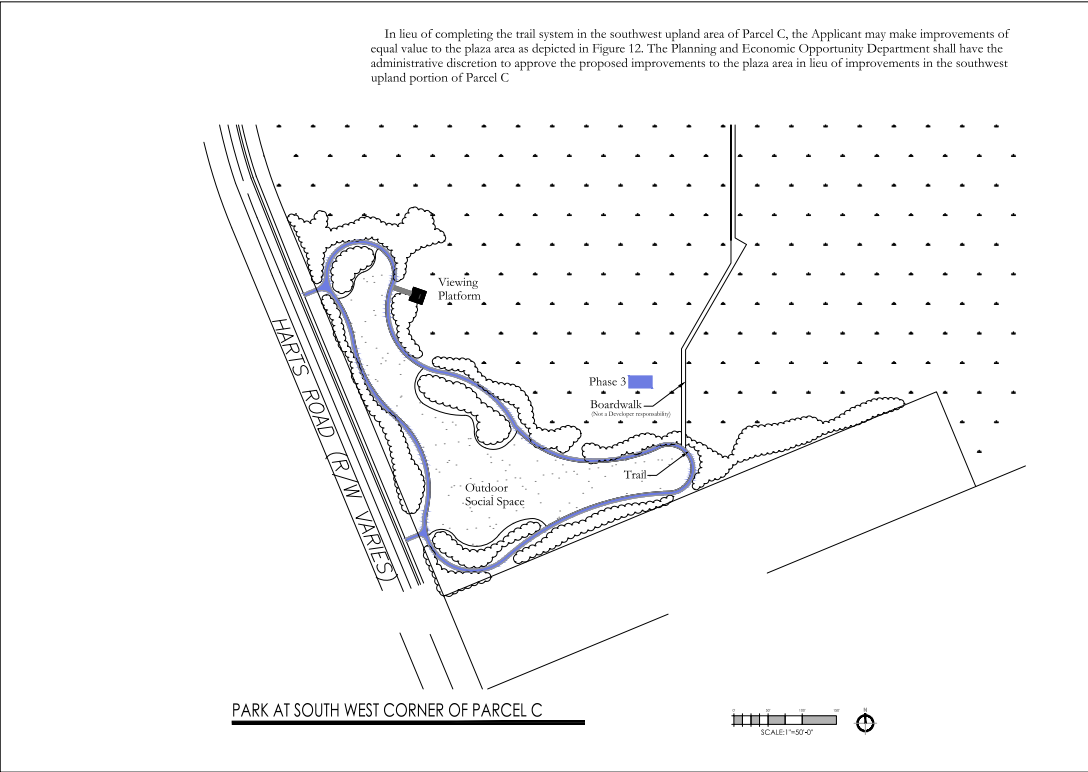 In lieu of completing the trail system in the southwest upland area of Parcel C, the Applicant may make improvements of
equal value to the plaza area as depicted in Figure 12. The Planning and Economic Opportunity Department shall have the
administrative discretion to approve the proposed improvements to the plaza area in lieu of improvements in the southwest
upland portion of Parcel C
Viewing
Platform
HARTS ROAD (R/W VARIES)
Phase 3
Boardwalk
(Not a Developer responsability)
Trail
Outdoor
Social Space
PARK AT SOUTH WEST CORNER OF PARCEL C
N
SCALE:1"=50'-0"